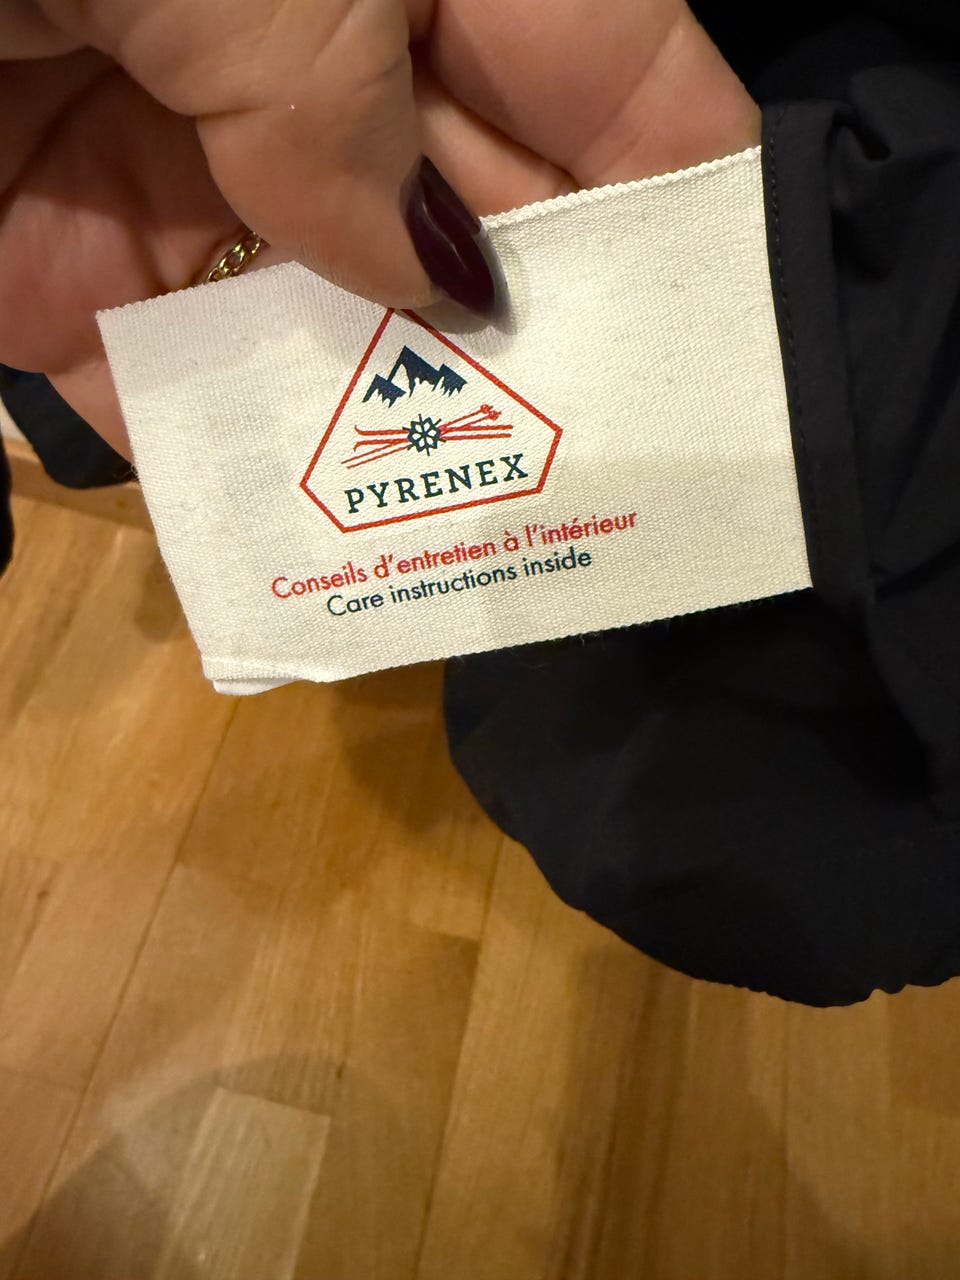 PYRENEX
Conseils d'entretien à l'intérieur
Care instructions inside